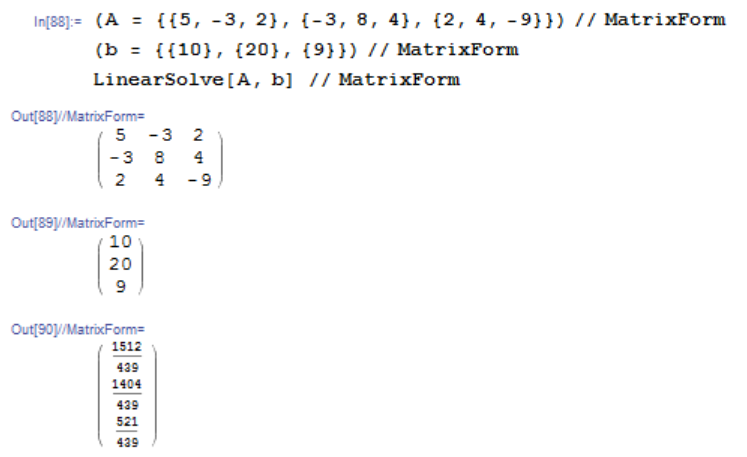 In[88]:= (A = {{5, -3, 2}, {-3, 8, 4}, {2, 4, -9}}) // MatrixForm
(b = {{10}, {20}, {9}}) // MatrixForm
LinearSolve[A, b] // MatrixForm
Out[88]//MatrixForm=
5 -3 2
-3 8 4
2 4 -9
Out[89]//MatrixForm=
10
20
9
Out[90]//MatrixForm=
1512
439
1404
439
521
439